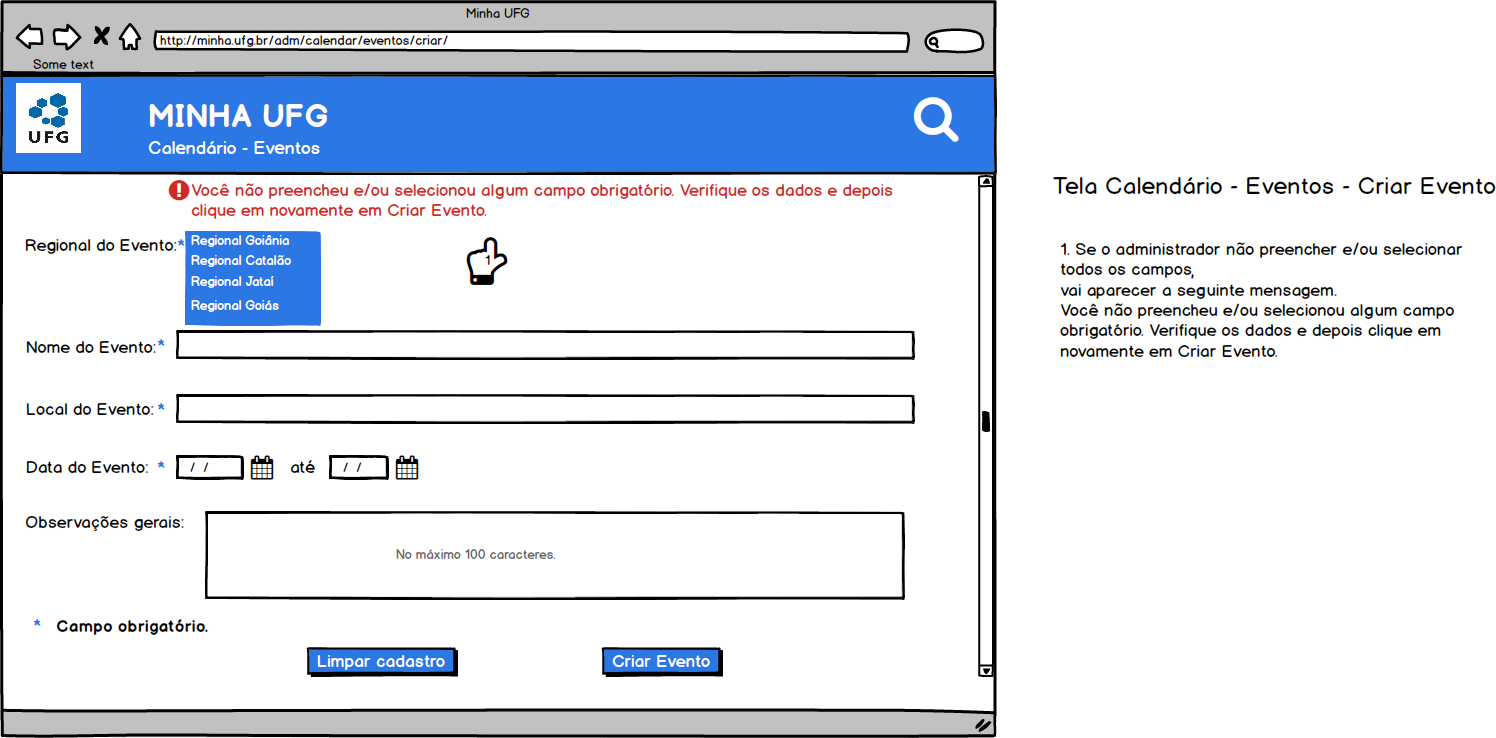 Minha UFG
http://minha.ufg.br/adm/calendar/eventos/criar/
Some text
UFG
MINHA UFG
Calendário - Eventos
Você não preencheu e/ou selecionou algum campo obrigatório. Verifique os dados e depois
clique em novamente em Criar Evento.
Regional do Evento:*
Regional Goiânia
Regional Catalão
Regional Jataí
Regional Goiás
1
Nome do Evento:*
Local do Evento: *
Data do Evento: * / / até / /
Observações gerais:
No máximo 100 caracteres.
* Campo obrigatório.
Limpar cadastro
Criar Evento
Tela Calendário - Eventos - Criar Evento
1. Se o administrador não preencher e/ou selecionar
todos os campos,
vai aparecer a seguinte mensagem.
Você não preencheu e/ou selecionou algum campo
obrigatório. Verifique os dados e depois clique em
novamente em Criar Evento.